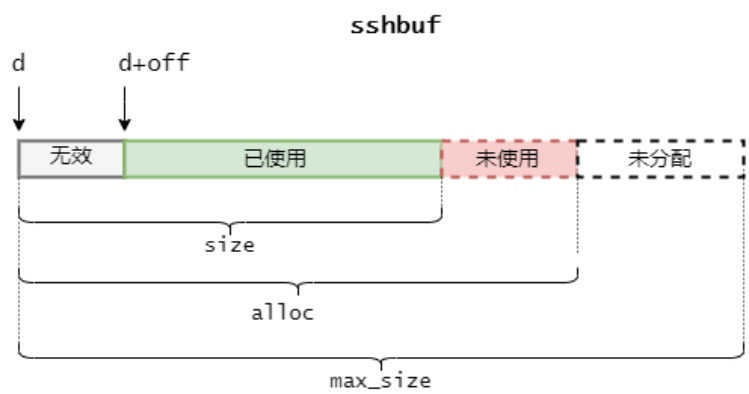 sshbuf
d d+off
无效 已使用 未使用 未分配
size
alloc
max_size